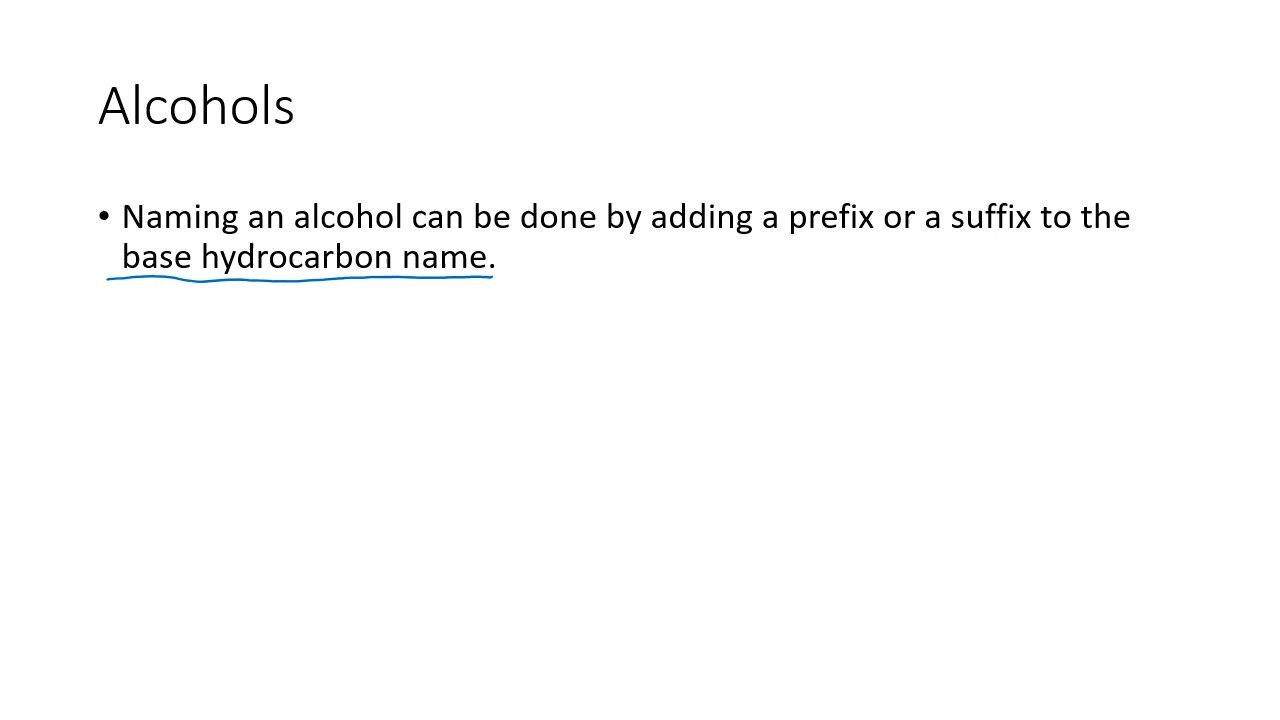 Alcohols
• Naming an alcohol can be done by adding a prefix or a suffix to the
base hydrocarbon name.